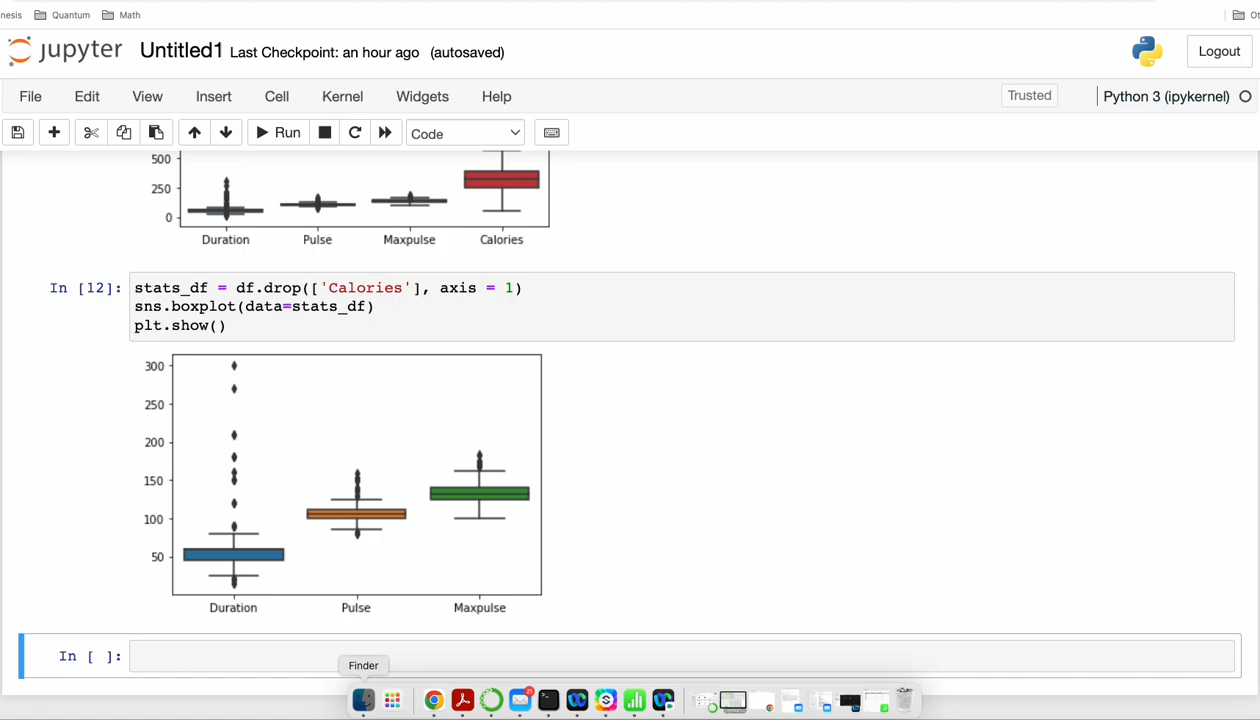 nesis Quantum Math Ot
jupyter Untitled1 Last Checkpoint: an hour ago (autosaved)
Logout
File Edit View Insert Cell Kernel Widgets Help
Trusted Python 3 (ipykernel)
Run Code
500
250
0
Duration Pulse Maxpulse Calories
In [12]: stats_df = df.drop(['Calories'], axis = 1)
sns.boxplot(data=stats_df)
plt.show()
300
250
200
150
100
50
Duration Pulse Maxpulse
In [ ]:
Finder
21